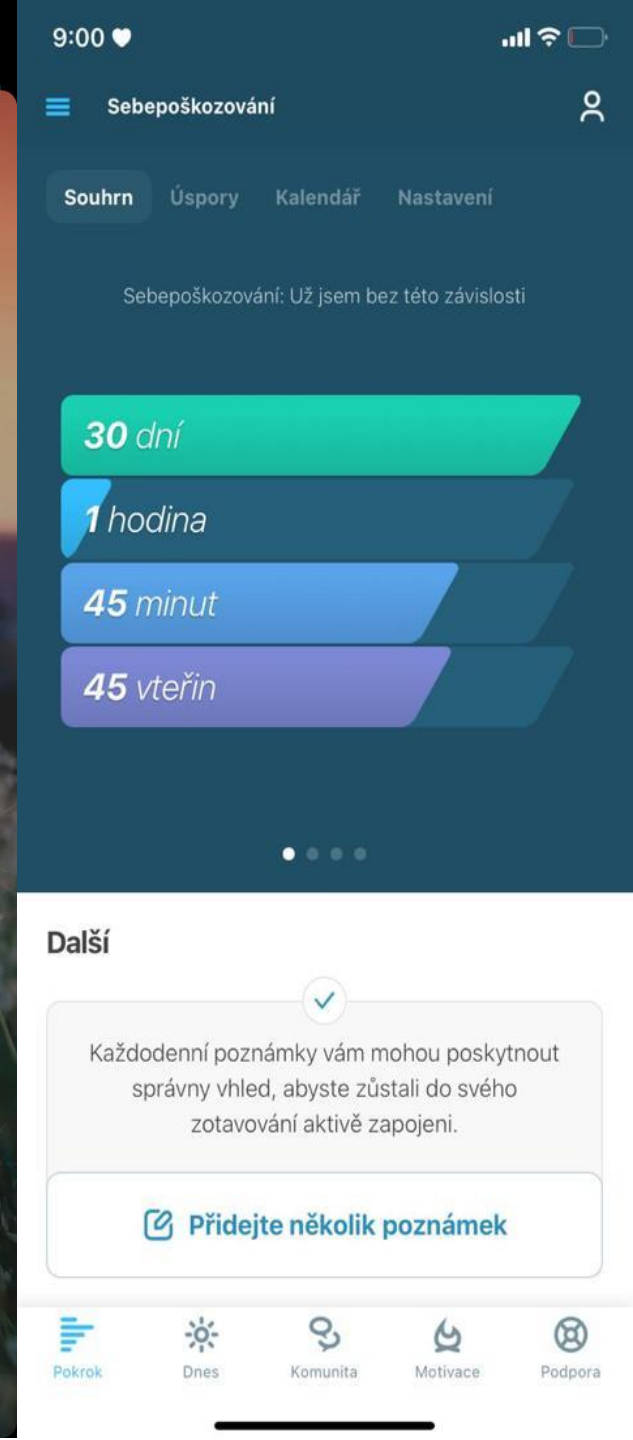 9:00
Sebepoškozování
Souhrn Úspory Kalendář Nastavení
Sebepoškozování: Už jsem bez této závislosti
30 dní
1 hodina
45 minut
45 vteřin
Další
Každodenní poznámky vám mohou poskytnout
správny vhled, abyste zůstali do svého
zotavování aktivě zapojeni.
Přidejte několik poznámek
Pokrok Dnes Komunita Motivace Podpora